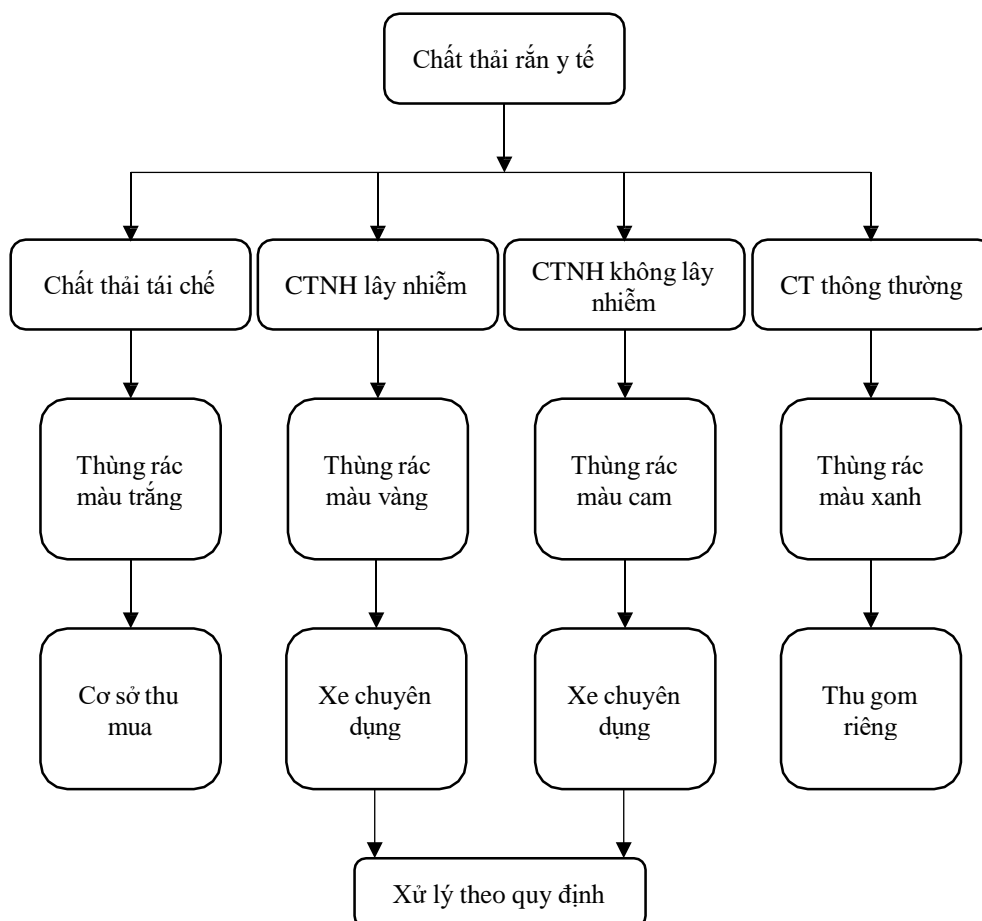 Chất thải rắn y tế
Chất thải tái chế
CTNH lây nhiễm
CTNH không lây
nhiễm
CT thông thường
Thùng rác
màu trắng
Thùng rác
màu vàng
Thùng rác
màu cam
Thùng rác
màu xanh
Cơ sở thu
mua
Xe chuyên
dụng
Xe chuyên
dụng
Thu gom
riêng
Xử lý theo quy định